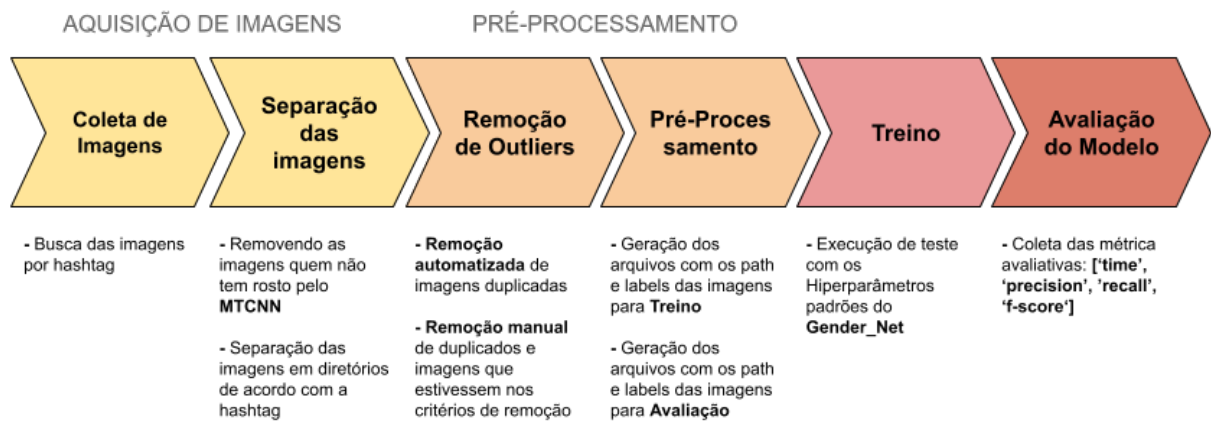 AQUISIÇÃO DE IMAGENS
PRÉ-PROCESSAMENTO
Coleta de
Imagens
Separação
das
imagens
Remoção
de Outliers
Pré-Proces
samento
Treino
Avaliação
do Modelo
- Busca das imagens
por hashtag
- Removendo as
imagens quem não
tem rosto pelo
MTCNN
- Separação das
imagens em diretórios
de acordo com a
hashtag
- Remoção
automatizada de
imagens duplicadas
- Remoção manual
de duplicados e
imagens que
estivessem nos
critérios de remoção
- Geração dos
arquivos com os path
e labels das imagens
para Treino
- Geração dos
arquivos com os path
e labels das imagens
para Avaliação
- Execução de teste
com os
Hiperparâmetros
padrões do
Gender_Net
- Coleta das métrica
avaliativas: [‘time’,
‘precision’, ’recall’,
‘f-score‘]